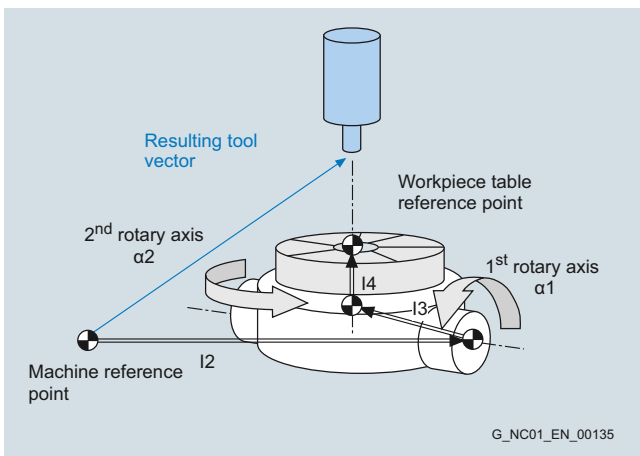 Resulting tool
vector
Workpiece table
reference point
2nd rotary axis
α2
1st rotary axis
α1
I4
I3
I2
Machine reference
point
G_NC01_EN_00135